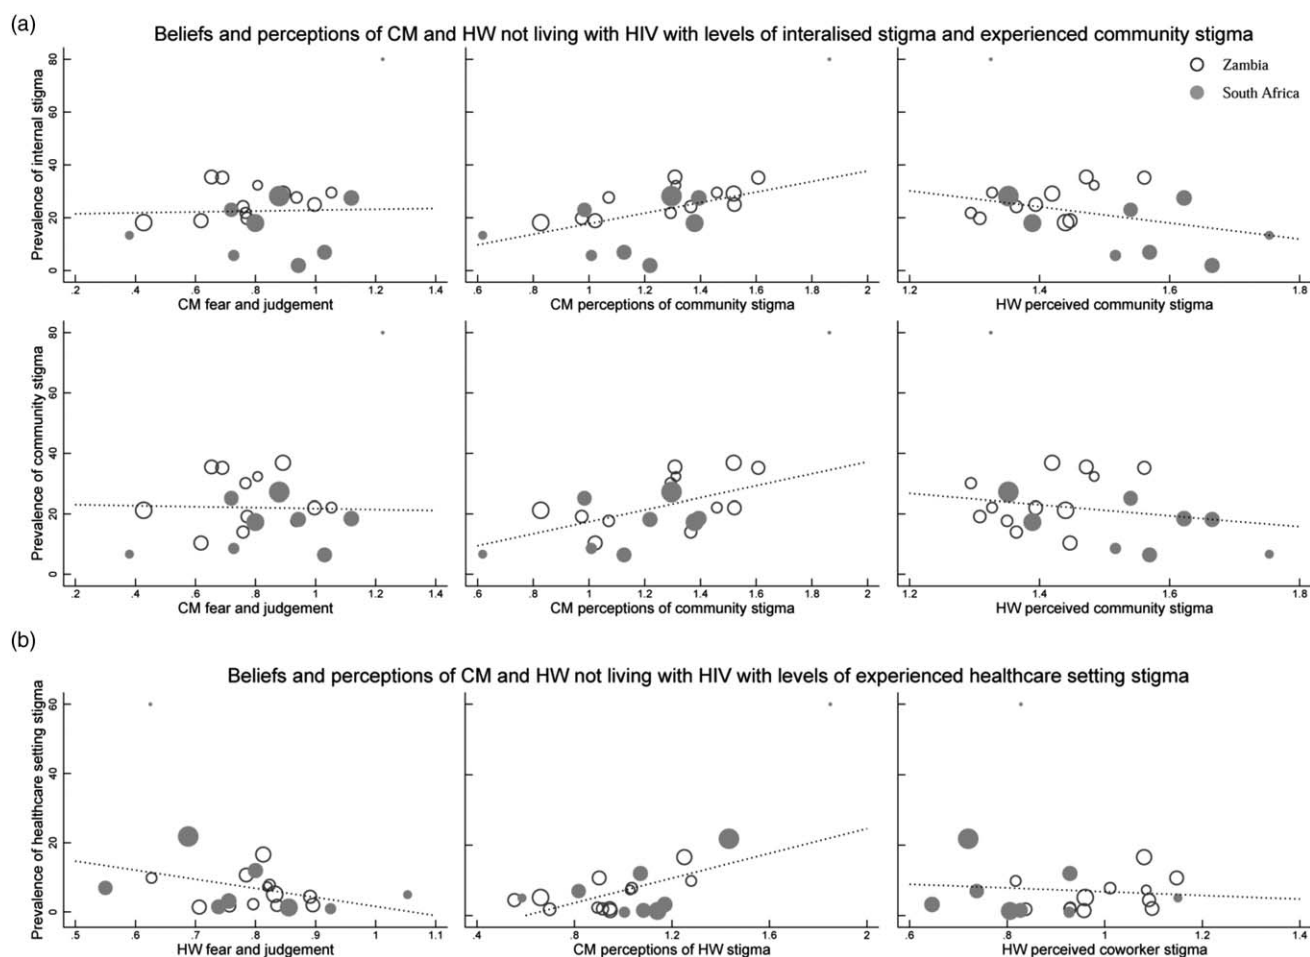 (a)
Beliefs and perceptions of CM and HW not living with HIV with levels of interalised stigma and experienced community stigma
Zambia
South Africa
Prevalence of internal stigma
80
60
40
20
0
.2 .4 .6 .8 1 1.2 1.4
CM fear and judgement
.6 .8 1 1.2 1.4 1.6 1.8 2
CM perceptions of community stigma
1.2 1.4 1.6 1.8
HW perceived community stigma
Prevalence of community stigma
80
60
40
20
0
.2 .4 .6 .8 1 1.2 1.4
CM fear and judgement
.6 .8 1 1.2 1.4 1.6 1.8 2
CM perceptions of community stigma
1.2 1.4 1.6 1.8
HW perceived community stigma
(b)
Beliefs and perceptions of CM and HW not living with HIV with levels of experienced healthcare setting stigma
Prevalence of healthcare setting stigma
60
40
20
0
.5 .6 .7 .8 .9 1 1.1
HW fear and judgement
.4 .8 1.2 1.6 2
CM perceptions of HW stigma
.6 .8 1 1.2 1.4
HW perceived coworker stigma